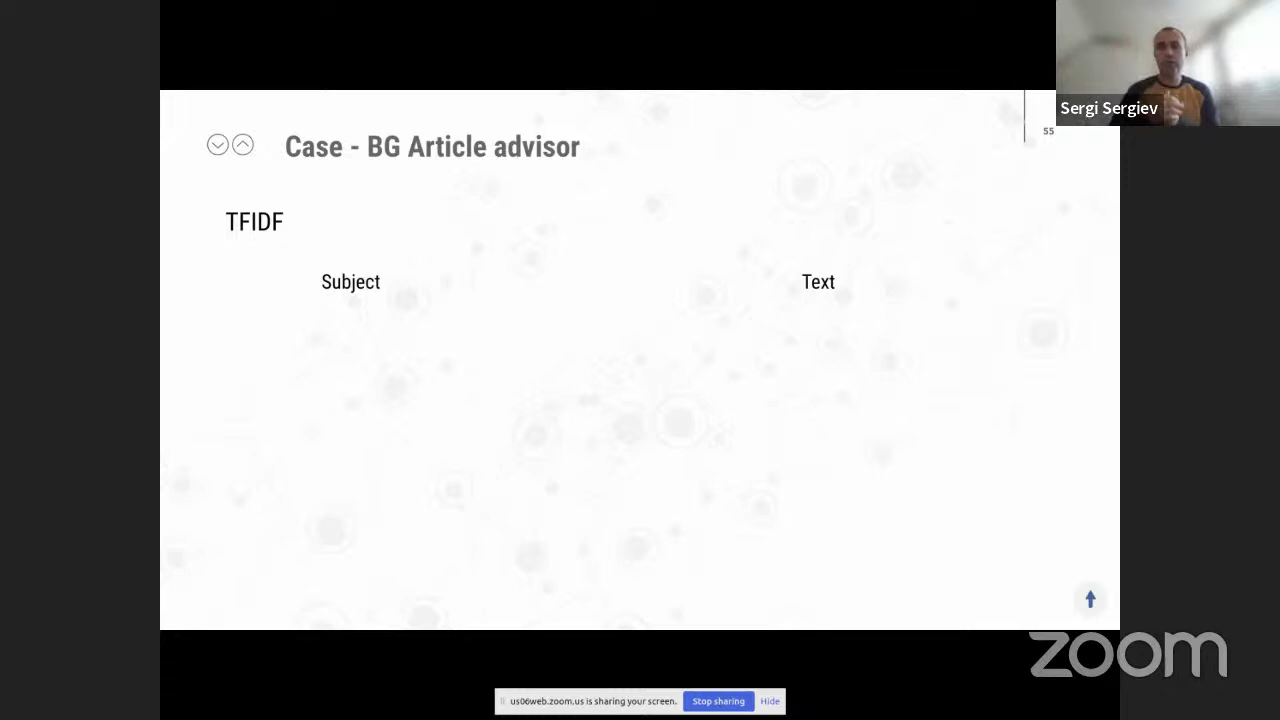 Sergi Sergiev
55
Case - BG Article advisor
TFIDF
Subject
Text
zoom
us06web.zoom.us is sharing your screen.
Stop sharing
Hide